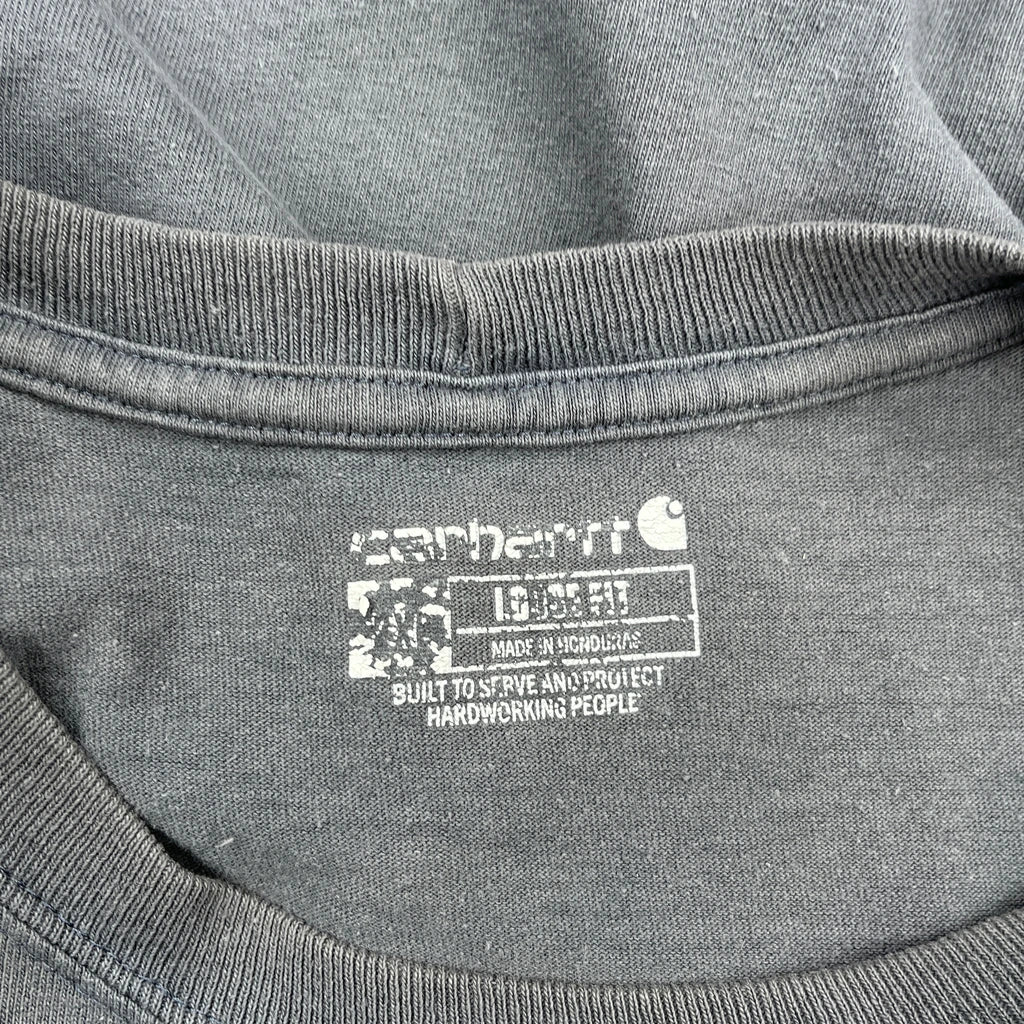 carhartt
LOOSE FIT
MADE IN HONDURAS
BUILT TO SERVE AND PROTECT
HARDWORKING PEOPLE